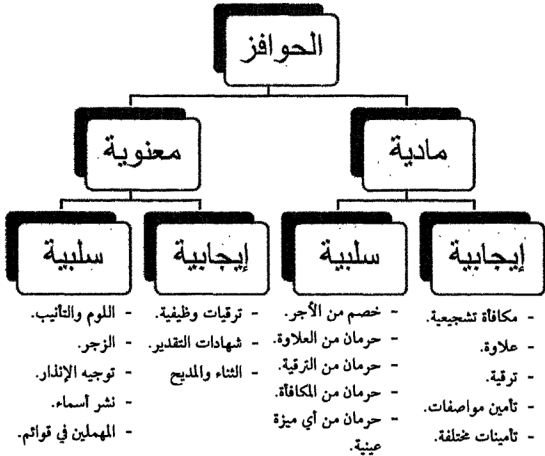 الحوافز
مادية
معنوية
إيجابية
سلبية
إيجابية
سلبية
- مكافأة تشجيعية.
- علاوة.
- ترقية.
- تأمين مواصفات.
- تأمينات مختلفة.
- خصم من الأجر.
- حرمان من العلاوة.
- حرمان من الترقية.
- حرمان من المكافأة.
- حرمان من أي ميزة
عينية.
- ترقيات وظيفية.
- شهادات التقدير.
- الثناء والمديح
- اللوم والتأنيب.
- الزجر.
- توجيه الإنذار.
- نشر أسماء.
- المهملين في قوائم.